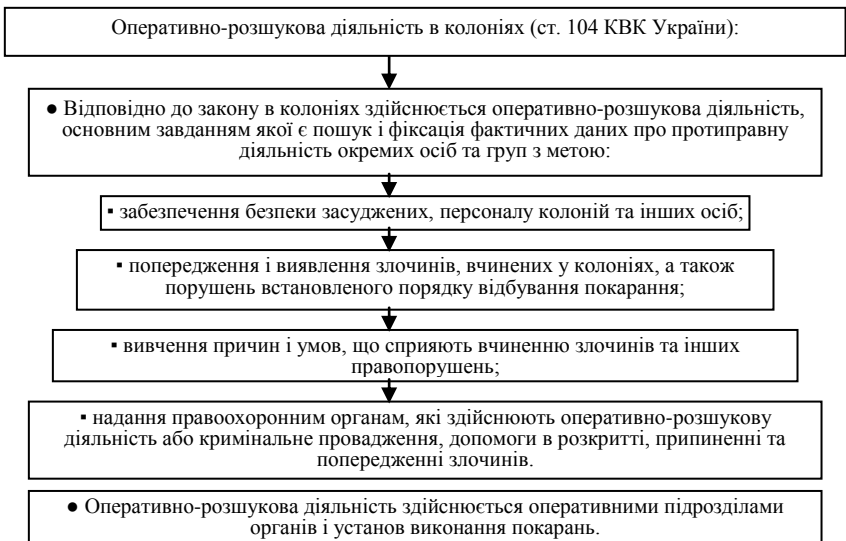 Оперативно-розшукова діяльність в колоніях (ст. 104 КВК України):
● Відповідно до закону в колоніях здійснюється оперативно-розшукова діяльність,
основним завданням якої є пошук і фіксація фактичних даних про протиправну
діяльність окремих осіб та груп з метою:
▪ забезпечення безпеки засуджених, персоналу колоній та інших осіб;
▪ попередження і виявлення злочинів, вчинених у колоніях, а також
порушень встановленого порядку відбування покарання;
▪ вивчення причин і умов, що сприяють вчиненню злочинів та інших
правопорушень;
▪ надання правоохоронним органам, які здійснюють оперативно-розшукову
діяльність або кримінальне провадження, допомоги в розкритті, припиненні та
попередженні злочинів.
● Оперативно-розшукова діяльність здійснюється оперативними підрозділами
органів і установ виконання покарань.